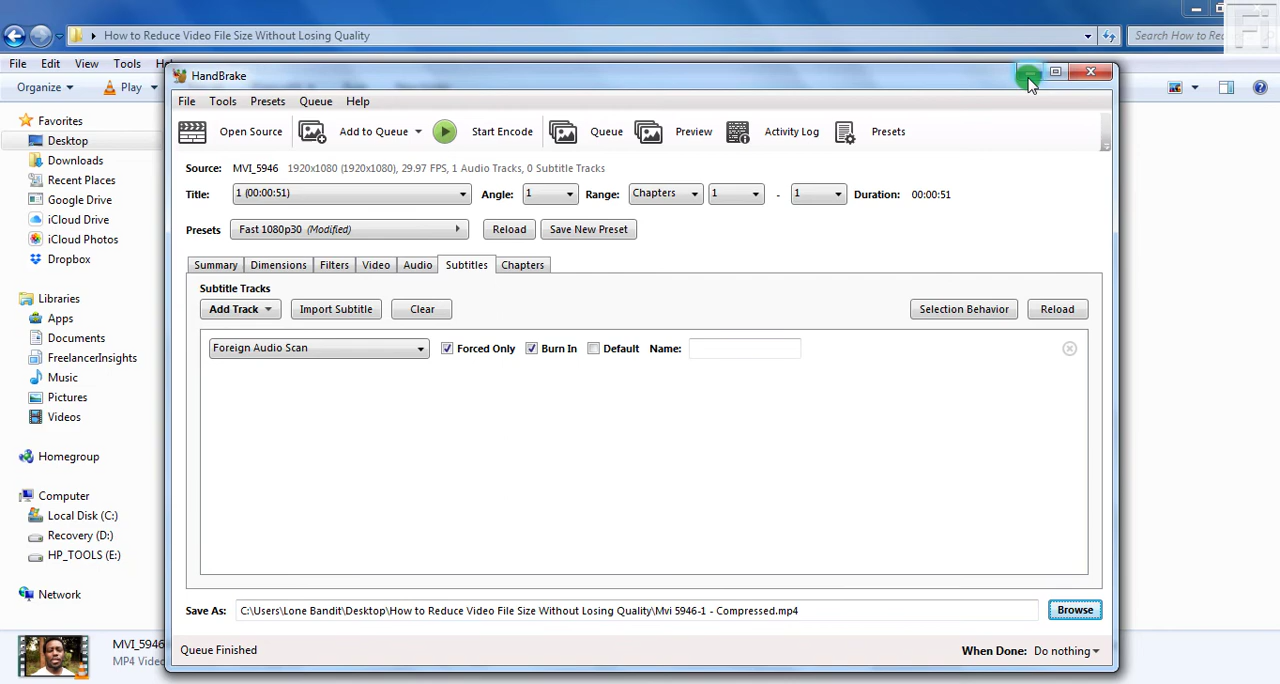 How to Reduce Video File Size Without Losing Quality
Search How to Rec
Fi
File Edit View Tools
Organize Play
HandBrake
File Tools Presets Queue Help
Open Source Add to Queue Start Encode Queue Preview Activity Log Presets
Source: MVI_5946 1920x1080 (1920x1080), 29.97 FPS, 1 Audio Tracks, 0 Subtitle Tracks
Title: 1 (00:00:51) Angle: 1 Range: Chapters 1 - 1 Duration: 00:00:51
Presets Fast 1080p30 (Modified) Reload Save New Preset
Summary Dimensions Filters Video Audio Subtitles Chapters
Subtitle Tracks
Add Track Import Subtitle Clear Selection Behavior Reload
Foreign Audio Scan Forced Only Burn In Default Name:
Save As: C:\Users\Lone Bandit\Desktop\How to Reduce Video File Size Without Losing Quality\Mvi 5946-1 - Compressed.mp4 Browse
Queue Finished When Done: Do nothing
Favorites
Desktop
Downloads
Recent Places
Google Drive
iCloud Drive
iCloud Photos
Dropbox
Libraries
Apps
Documents
FreelancerInsights
Music
Pictures
Videos
Homegroup
Computer
Local Disk (C:)
Recovery (D:)
HP_TOOLS (E:)
Network
MVI_5946
MP4 Video